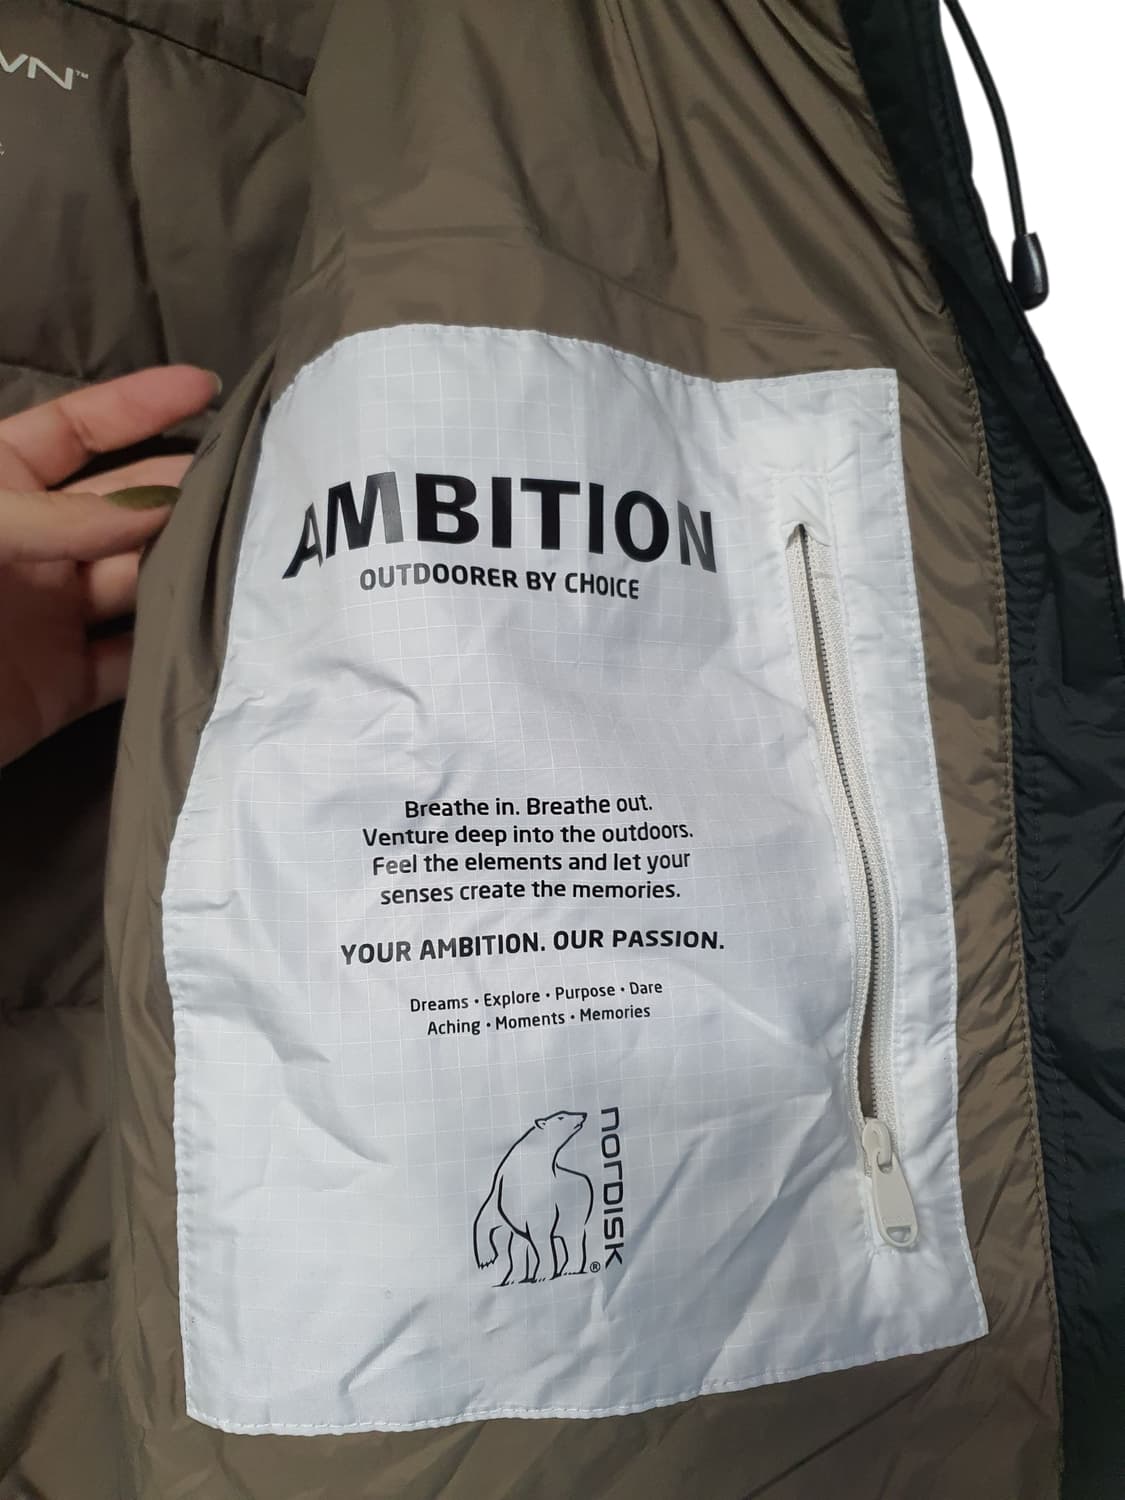 AMBITION
OUTDOORER BY CHOICE
Breathe in. Breathe out.
Venture deep into the outdoors.
Feel the elements and let your
senses create the memories.
YOUR AMBITION. OUR PASSION.
Dreams • Explore • Purpose • Dare
Aching • Moments • Memories
NORDISK
®